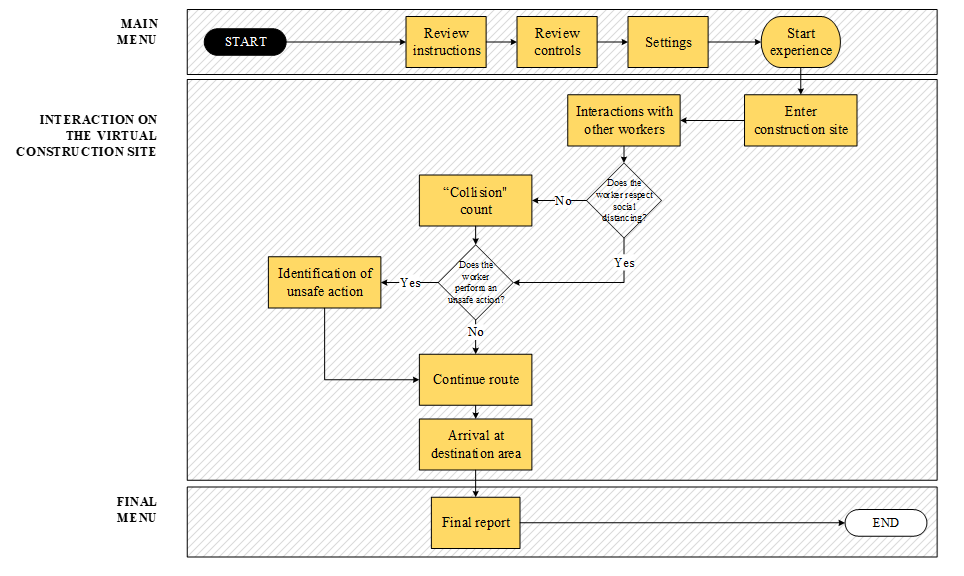 MAIN
MENU
START
Review
instructions
Review
controls
Settings
Start
experience
INTERACTION ON
THE VIRTUAL
CONSTRUCTION SITE
Interactions with
other workers
Enter
construction site
Does the
worker respect
social
distancing?
No
Yes
“Collision"
count
Does the
worker
perform an
unsafe action?
Yes
No
Identification of
unsafe action
Continue route
Arrival at
destination area
FINAL
MENU
Final report
END